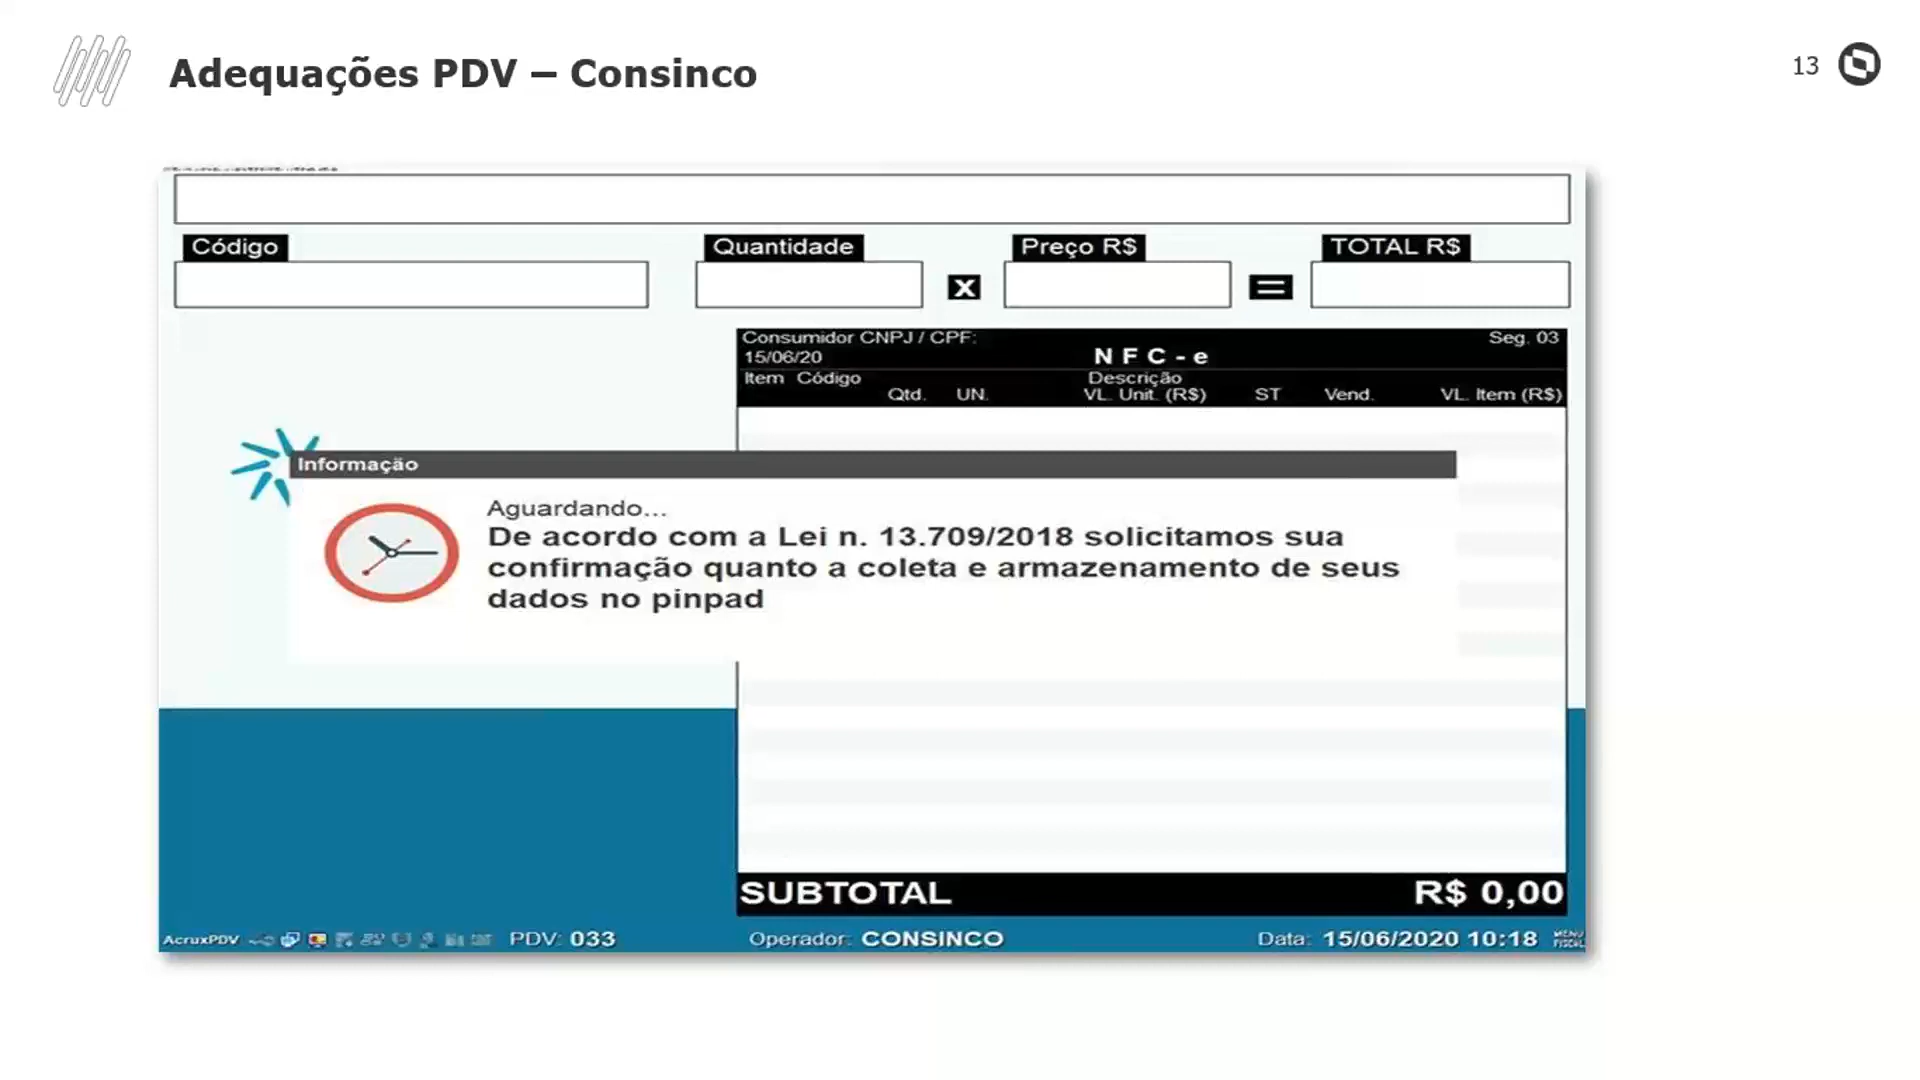 Adequações PDV – Consinco
13
Código
Quantidade
Preço R$
TOTAL R$
X
=
Consumidor CNPJ / CPF:
Seg. 03
15/06/20
NFC-e
Item Código
Descrição
Qtd. UN. VL. Unit. (R$) ST Vend. VL. Item (R$)
Informação
Aguardando...
De acordo com a Lei n. 13.709/2018 solicitamos sua
confirmação quanto a coleta e armazenamento de seus
dados no pinpad
SUBTOTAL R$ 0,00
AcruxPDV PDV: 033 Operador: CONSINCO Data: 15/06/2020 10:18 MENU
FISCAL